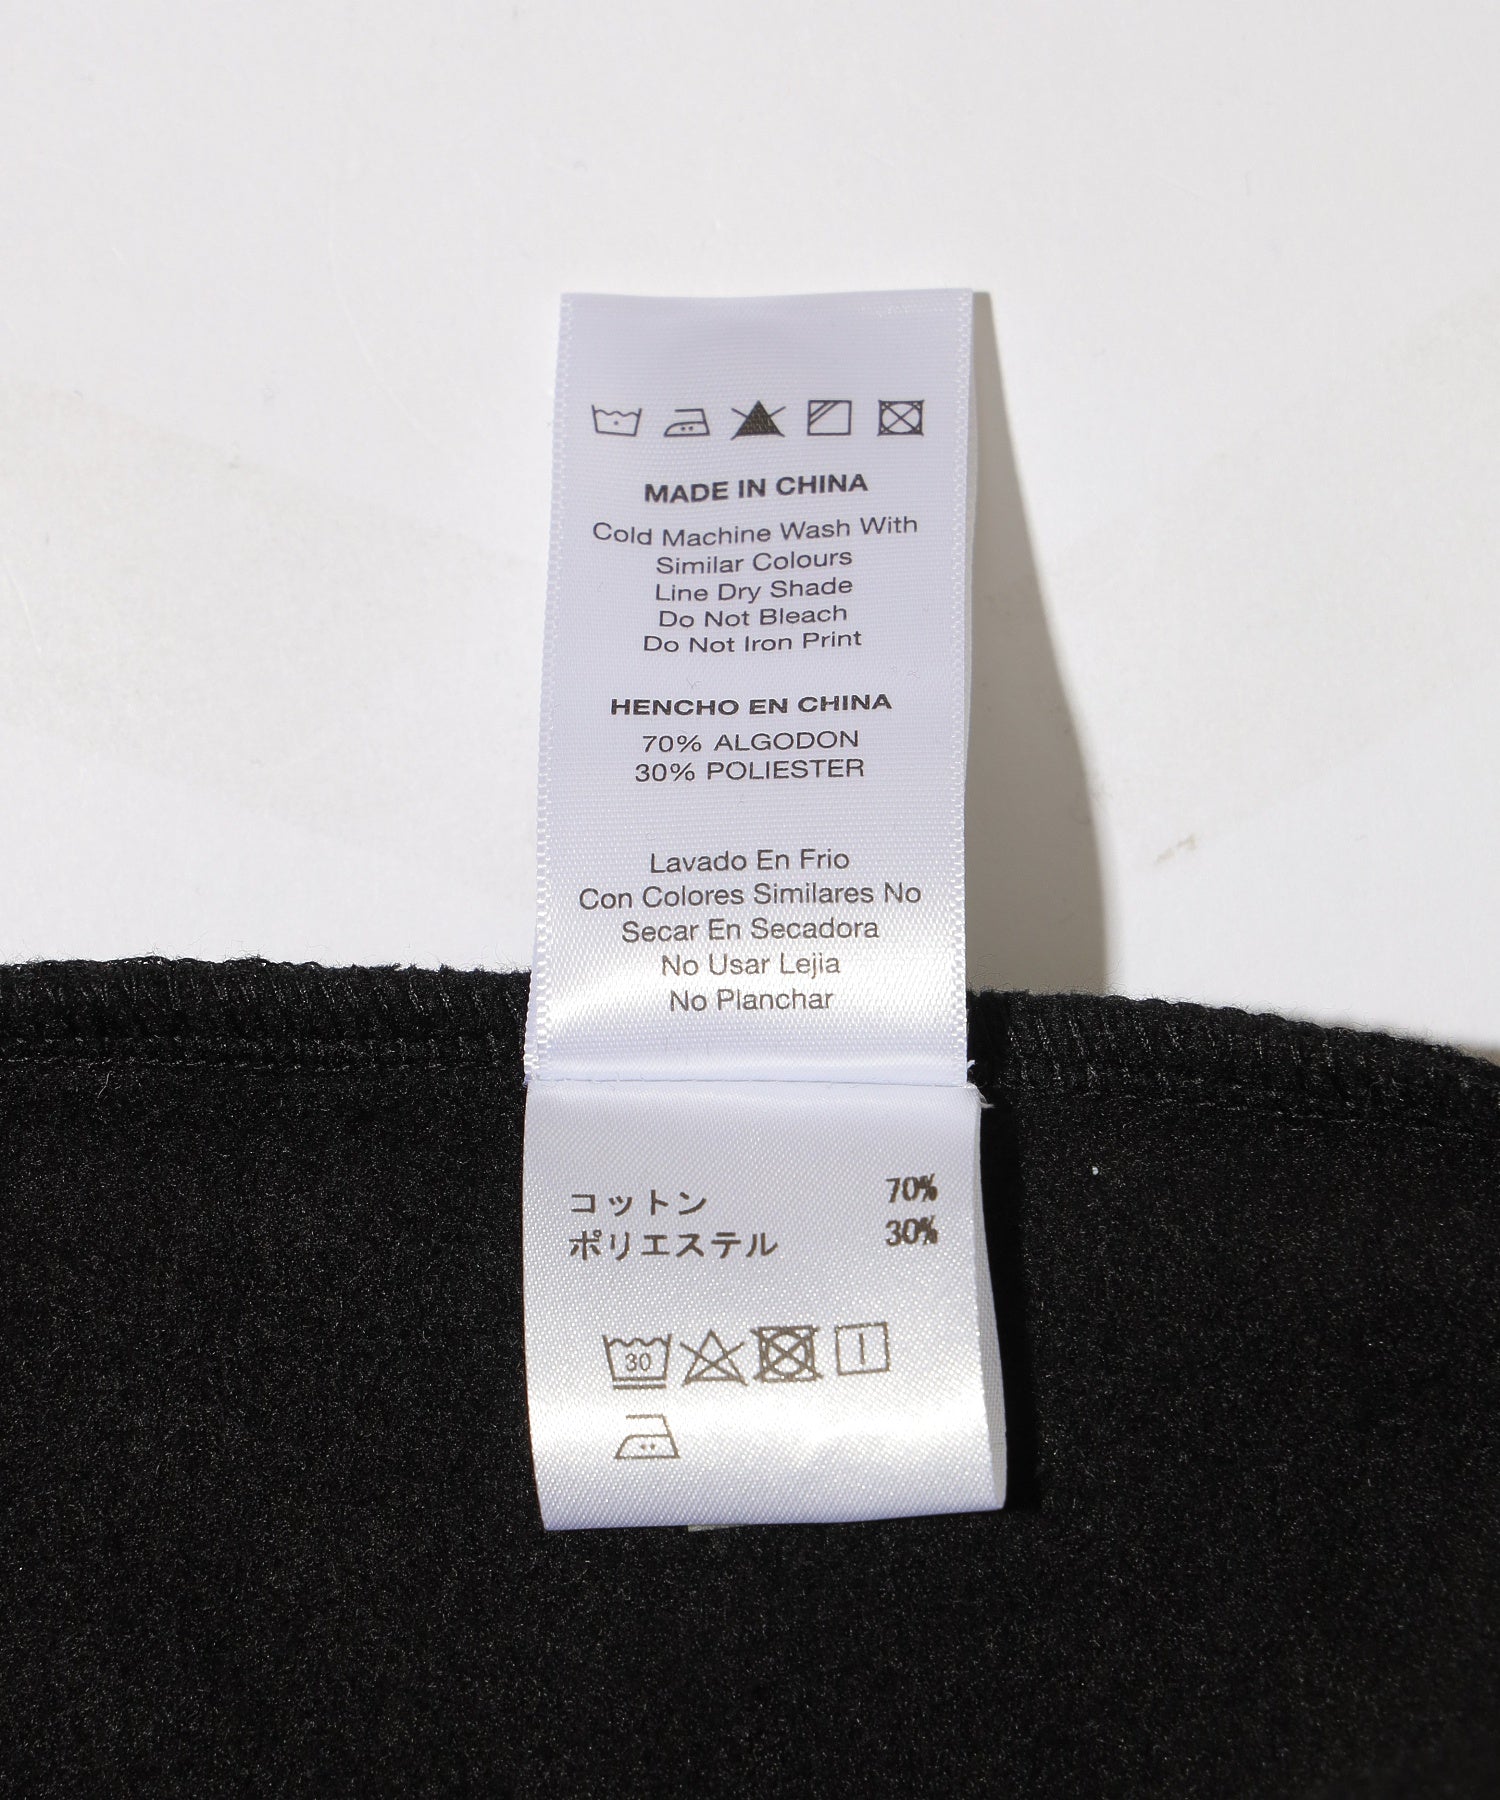 MADE IN CHINA
Cold Machine Wash With
Similar Colours
Line Dry Shade
Do Not Bleach
Do Not Iron Print
HENCHO EN CHINA
70% ALGODON
30% POLIESTER
Lavado En Frio
Con Colores Similares No
Secar En Secadora
No Usar Lejia
No Planchar
コットン 70%
ポリエステル 30%
30